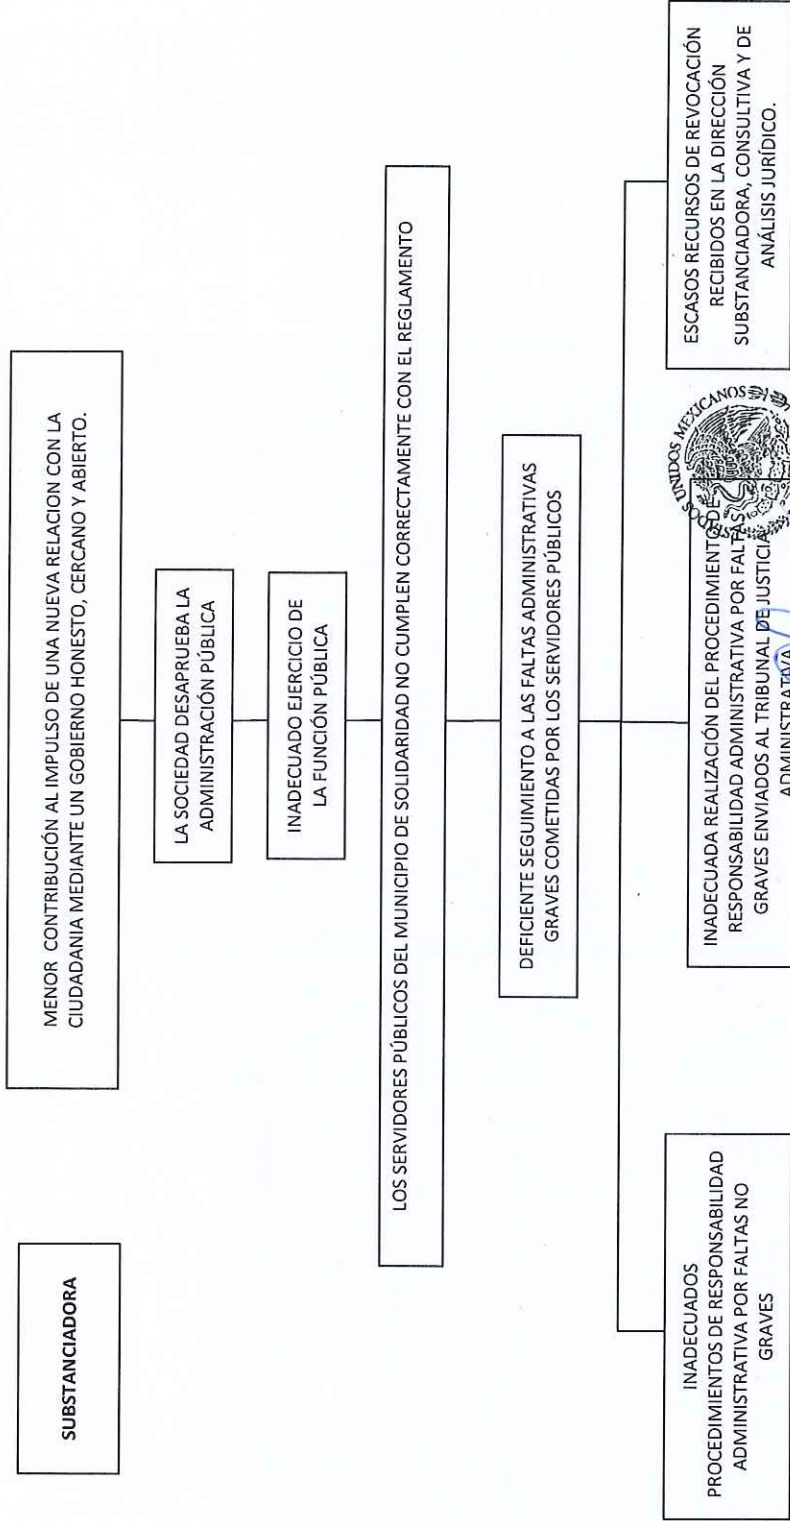 SUBSTANCIADORA
MENOR CONTRIBUCIÓN AL IMPULSO DE UNA NUEVA RELACION CON LA
CIUDADANIA MEDIANTE UN GOBIERNO HONESTO, CERCANO Y ABIERTO.
LA SOCIEDAD DESAPRUEBA LA
ADMINISTRACIÓN PÚBLICA
INADECUADO EJERCICIO DE
LA FUNCIÓN PÚBLICA
LOS SERVIDORES PÚBLICOS DEL MUNICIPIO DE SOLIDARIDAD NO CUMPLEN CORRECTAMENTE CON EL REGLAMENTO
DEFICIENTE SEGUIMIENTO A LAS FALTAS ADMINISTRATIVAS
GRAVES COMETIDAS POR LOS SERVIDORES PÚBLICOS
INADECUADOS
PROCEDIMIENTOS DE RESPONSABILIDAD
ADMINISTRATIVA POR FALTAS NO
GRAVES
INADECUADA REALIZACIÓN DEL PROCEDIMIENTO DE
RESPONSABILIDAD ADMINISTRATIVA POR FALTAS
GRAVES ENVIADOS AL TRIBUNAL DE JUSTICIA
ADMINISTRATIVA
ESCASOS RECURSOS DE REVOCACIÓN
RECIBIDOS EN LA DIRECCIÓN
SUBSTANCIADORA, CONSULTIVA Y DE
ANÁLISIS JURÍDICO.
ESTADOS UNIDOS MEXICANOS